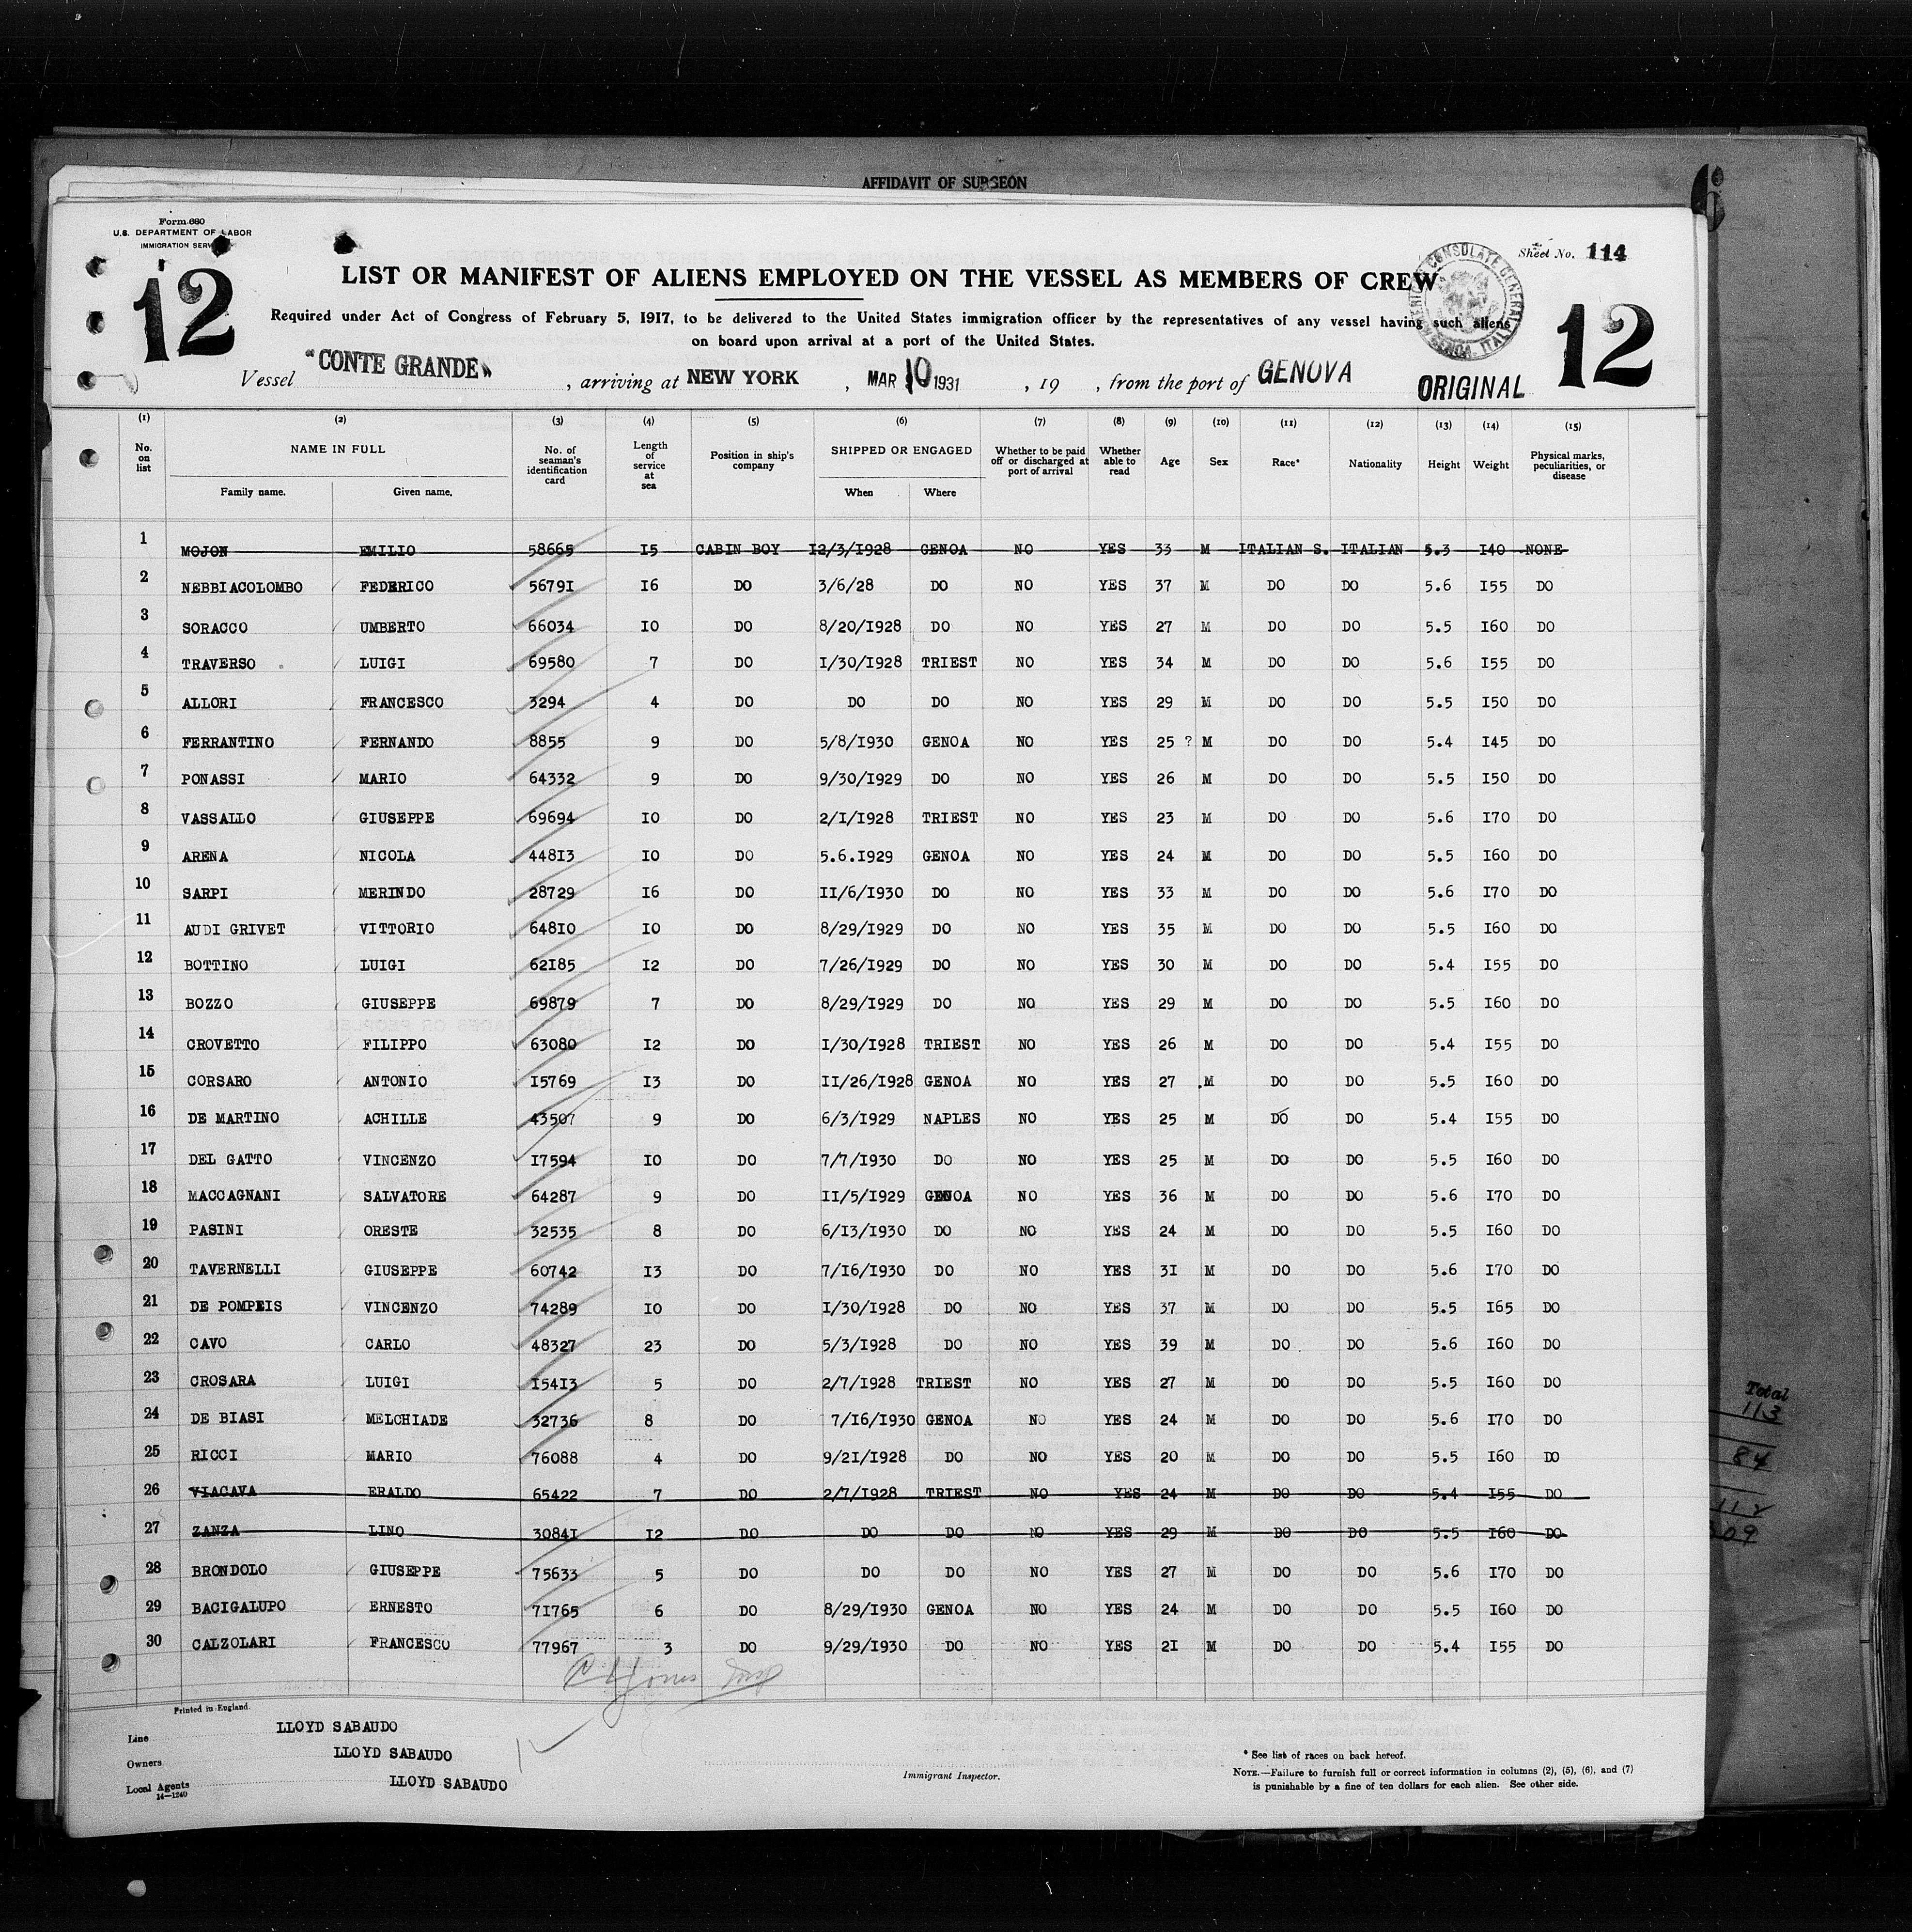 AFFIDAVIT OF SURGEON
Form 680
U.S. DEPARTMENT OF LABOR
IMMIGRATION SERVICE
Sheet No. 114
12
12
LIST OR MANIFEST OF ALIENS EMPLOYED ON THE VESSEL AS MEMBERS OF CREW
Required under Act of Congress of February 5, 1917, to be delivered to the United States immigration officer by the representatives of any vessel having such aliens
on board upon arrival at a port of the United States.
AMERICAN CONSULATE GENERAL GENOA - ITALY
Vessel "CONTE GRANDE", arriving at NEW YORK, MAR 10 1931, 19 , from the port of GENOVA
ORIGINAL
(1) (2) (3) (4) (5) (6) (7) (8) (9) (10) (11) (12) (13) (14) (15)
No. on list NAME IN FULL No. of seaman's identification card Length of service at sea Position in ship's company SHIPPED OR ENGAGED Whether to be paid off or discharged at port of arrival Whether able to read Age Sex Race* Nationality Height Weight Physical marks, peculiarities, or disease
Family name. Given name. When Where
1 MOJON EMILIO 58665 15 CABIN BOY 12/3/1928 GENOA NO YES 33 M ITALIAN S. ITALIAN 5.3 140 NONE
2 NEBBIACOLOMBO FEDERICO 56791 16 DO 3/6/28 DO NO YES 37 M DO DO 5.6 155 DO
3 SORACCO UMBERTO 66034 10 DO 8/20/1928 DO NO YES 27 M DO DO 5.5 160 DO
4 TRAVERSO LUIGI 69580 7 DO 1/30/1928 TRIEST NO YES 34 M DO DO 5.6 155 DO
5 ALLORI FRANCESCO 3294 4 DO DO DO NO YES 29 M DO DO 5.5 150 DO
6 FERRANTINO FERNANDO 8855 9 DO 5/8/1930 GENOA NO YES 25 ? M DO DO 5.4 145 DO
7 PONASSI MARIO 64332 9 DO 9/30/1929 DO NO YES 26 M DO DO 5.5 150 DO
8 VASSALLO GIUSEPPE 69694 10 DO 2/1/1928 TRIEST NO YES 23 M DO DO 5.6 170 DO
9 ARENA NICOLA 44813 10 DO 5.6.1929 GENOA NO YES 24 M DO DO 5.5 160 DO
10 SARPI MERINDO 28729 16 DO 11/6/1930 DO NO YES 33 M DO DO 5.6 170 DO
11 AUDI GRIVET VITTORIO 64810 10 DO 8/29/1929 DO NO YES 35 M DO DO 5.5 160 DO
12 BOTTINO LUIGI 62185 12 DO 7/26/1929 DO NO YES 30 M DO DO 5.4 155 DO
13 BOZZO GIUSEPPE 69879 7 DO 8/29/1929 DO NO YES 29 M DO DO 5.5 160 DO
14 CROVETTO FILIPPO 63080 12 DO 1/30/1928 TRIEST NO YES 26 M DO DO 5.4 155 DO
15 CORSARO ANTONIO 15769 13 DO 11/26/1928 GENOA NO YES 27 M DO DO 5.5 160 DO
16 DE MARTINO ACHILLE 43507 9 DO 6/3/1929 NAPLES NO YES 25 M DO DO 5.4 155 DO
17 DEL GATTO VINCENZO 17594 10 DO 7/7/1930 DO NO YES 25 M DO DO 5.5 160 DO
18 MACCAGNANI SALVATORE 64287 9 DO 11/5/1929 GENOA NO YES 36 M DO DO 5.6 170 DO
19 PASINI ORESTE 32535 8 DO 6/13/1930 DO NO YES 24 M DO DO 5.5 160 DO
20 TAVERNELLI GIUSEPPE 60742 13 DO 7/16/1930 DO NO YES 31 M DO DO 5.6 170 DO
21 DE POMPEIS VINCENZO 74289 10 DO 1/30/1928 DO NO YES 37 M DO DO 5.5 165 DO
22 CAVO CARLO 48327 23 DO 5/3/1928 DO NO YES 39 M DO DO 5.6 160 DO
23 CROSARA LUIGI 15413 5 DO 2/7/1928 TRIEST NO YES 27 M DO DO 5.5 160 DO
24 DE BIASI MELCHIADE 32736 8 DO 7/16/1930 GENOA NO YES 24 M DO DO 5.6 170 DO
25 RICCI MARIO 76088 4 DO 9/21/1928 DO NO YES 20 M DO DO 5.5 160 DO
26 VIACAVA ERALDO 65422 7 DO 2/7/1928 TRIEST NO YES 24 M DO DO 5.4 155 DO
27 ZANZA LINO 30841 12 DO DO DO NO YES 29 M DO DO 5.5 160 DO
28 BRONDOLO GIUSEPPE 75633 5 DO DO DO NO YES 27 M DO DO 5.6 170 DO
29 BACIGALUPO ERNESTO 71765 6 DO 8/29/1930 GENOA NO YES 24 M DO DO 5.5 160 DO
30 CALZOLARI FRANCESCO 77967 3 DO 9/29/1930 DO NO YES 21 M DO DO 5.4 155 DO
Total
113
84
112
309
Printed in England.
Line LLOYD SABAUDO
Owners LLOYD SABAUDO
Local Agents LLOYD SABAUDO
14-1240
Immigrant Inspector.
* See list of races on back hereof.
NOTE.—Failure to furnish full or correct information in columns (2), (5), (6), and (7)
is punishable by a fine of ten dollars for each alien. See other side.